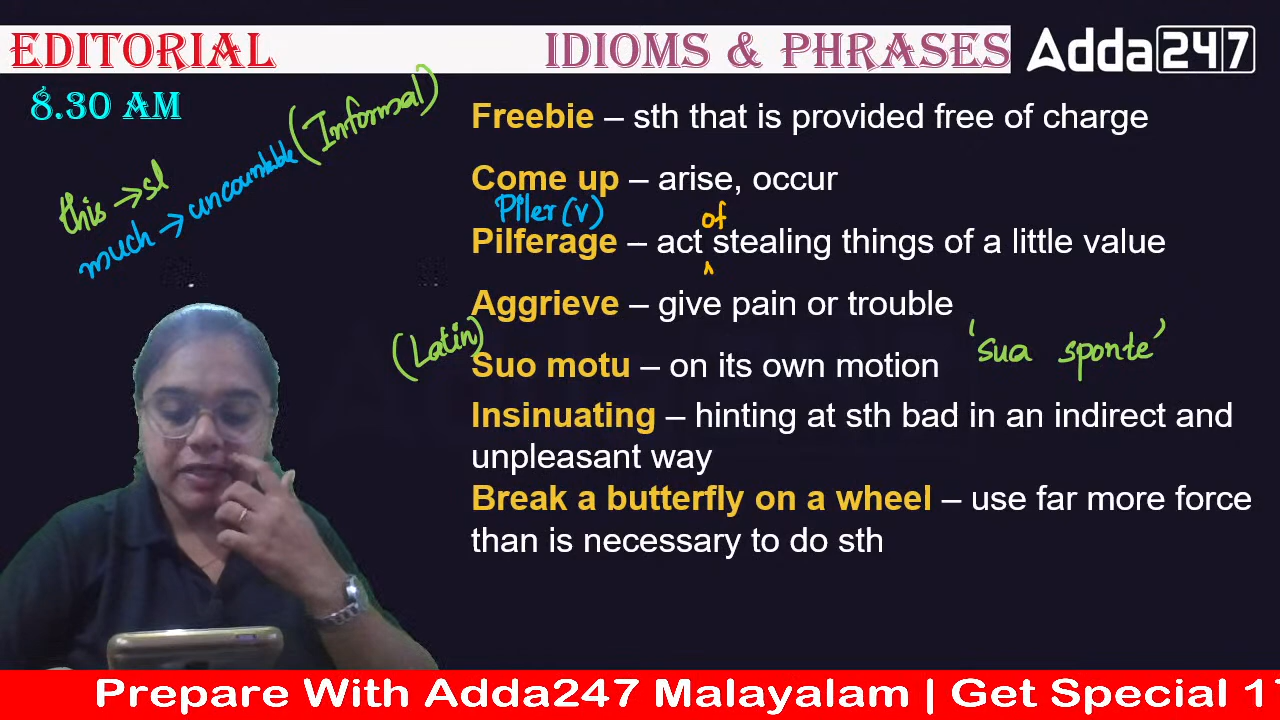 EDITORIAL
IDIOMS & PHRASES
Adda247
8.30 AM
(Informal)
this → sl
much → uncountable
Freebie – sth that is provided free of charge
Come up – arise, occur
Piler (v)
of
Pilferage – act stealing things of a little value
^
Aggrieve – give pain or trouble
(Latin)
'sua sponte'
Suo motu – on its own motion
Insinuating – hinting at sth bad in an indirect and
unpleasant way
Break a butterfly on a wheel – use far more force
than is necessary to do sth
Prepare With Adda247 Malayalam | Get Special 17